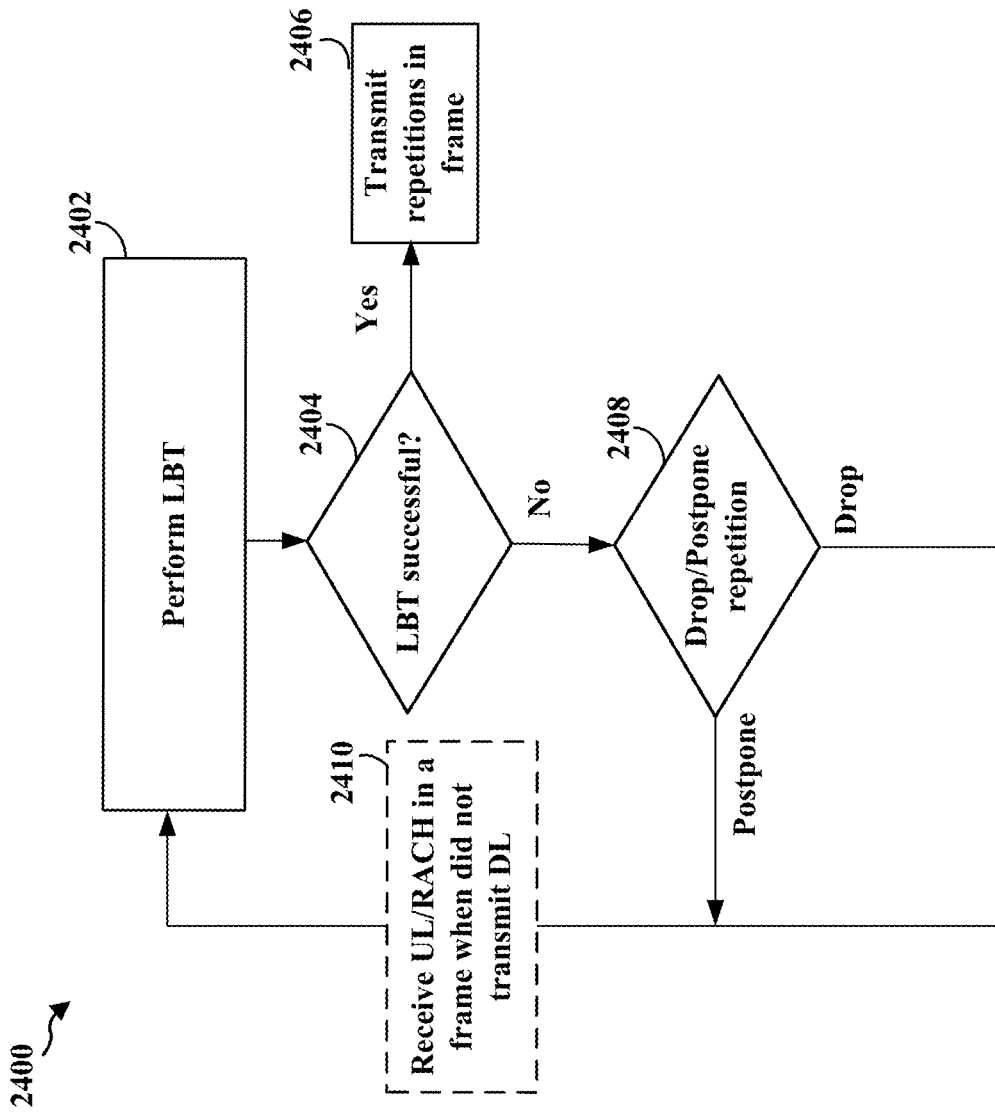 2400
2402
Perform LBT
2404
LBT successful?
Yes
2406
Transmit
repetitions in
frame
No
2408
Drop/Postpone
repetition
Postpone
Drop
2410
Receive UL/RACH in a
frame when did not
transmit DL